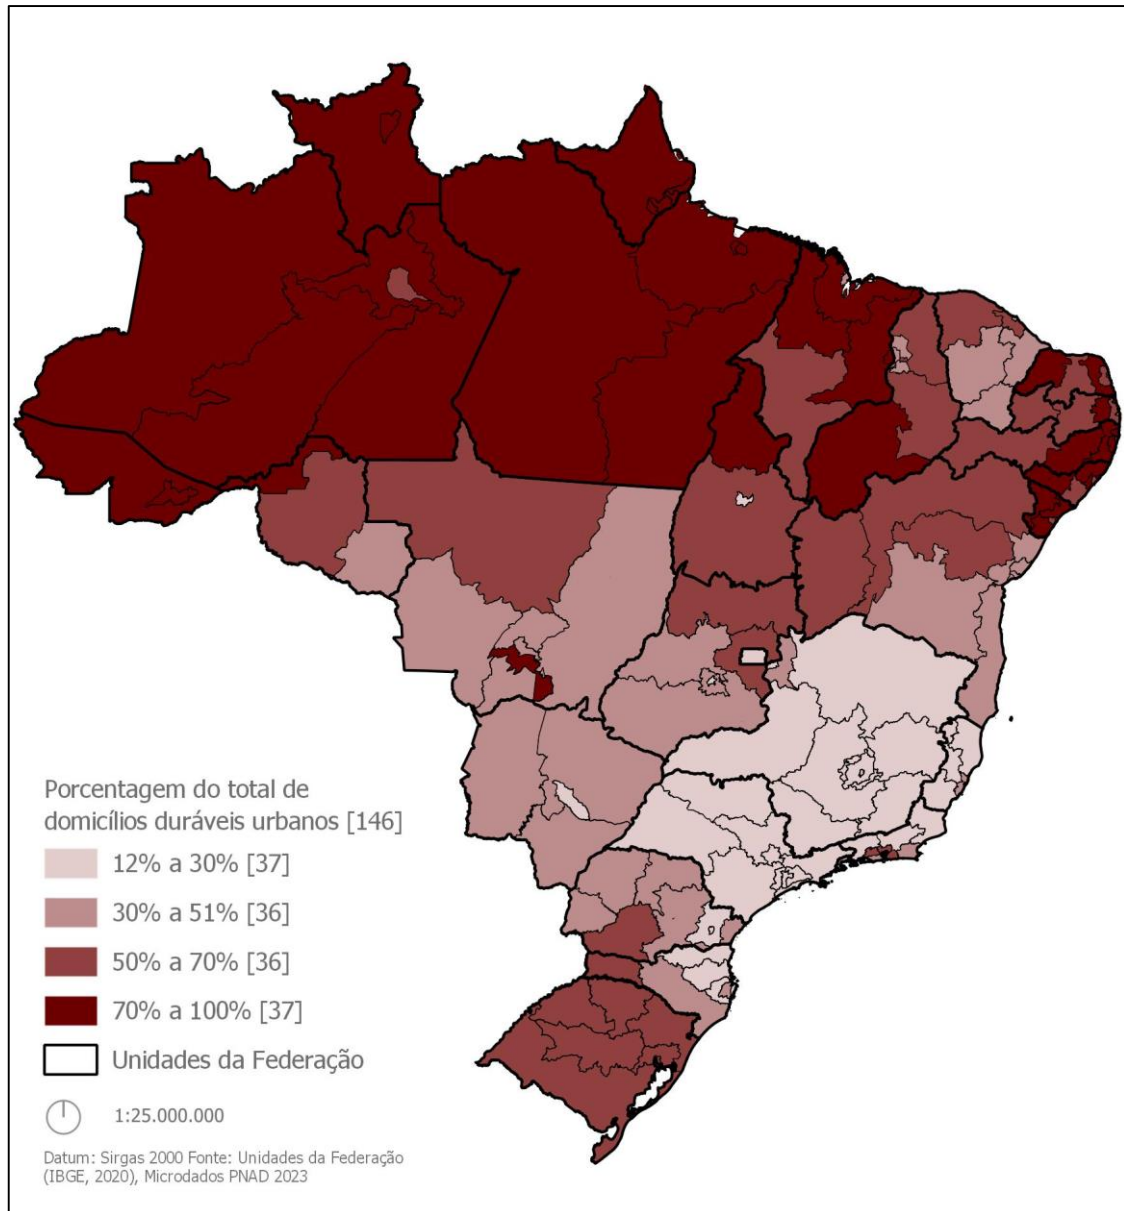 Porcentagem do total de
domicílios duráveis urbanos [146]
12% a 30% [37]
30% a 51% [36]
50% a 70% [36]
70% a 100% [37]
Unidades da Federação
1:25.000.000
Datum: Sirgas 2000 Fonte: Unidades da Federação
(IBGE, 2020), Microdados PNAD 2023